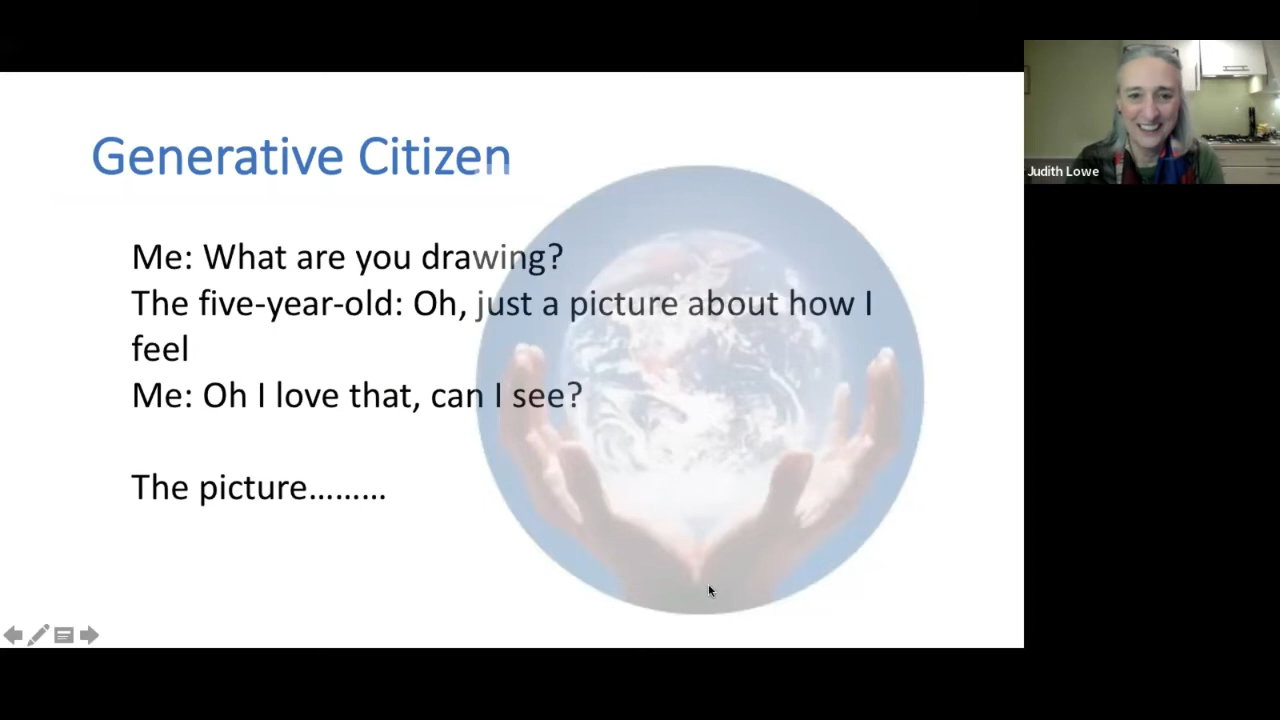 Generative Citizen
Me: What are you drawing?
The five-year-old: Oh, just a picture about how I
feel
Me: Oh I love that, can I see?
The picture………
Judith Lowe